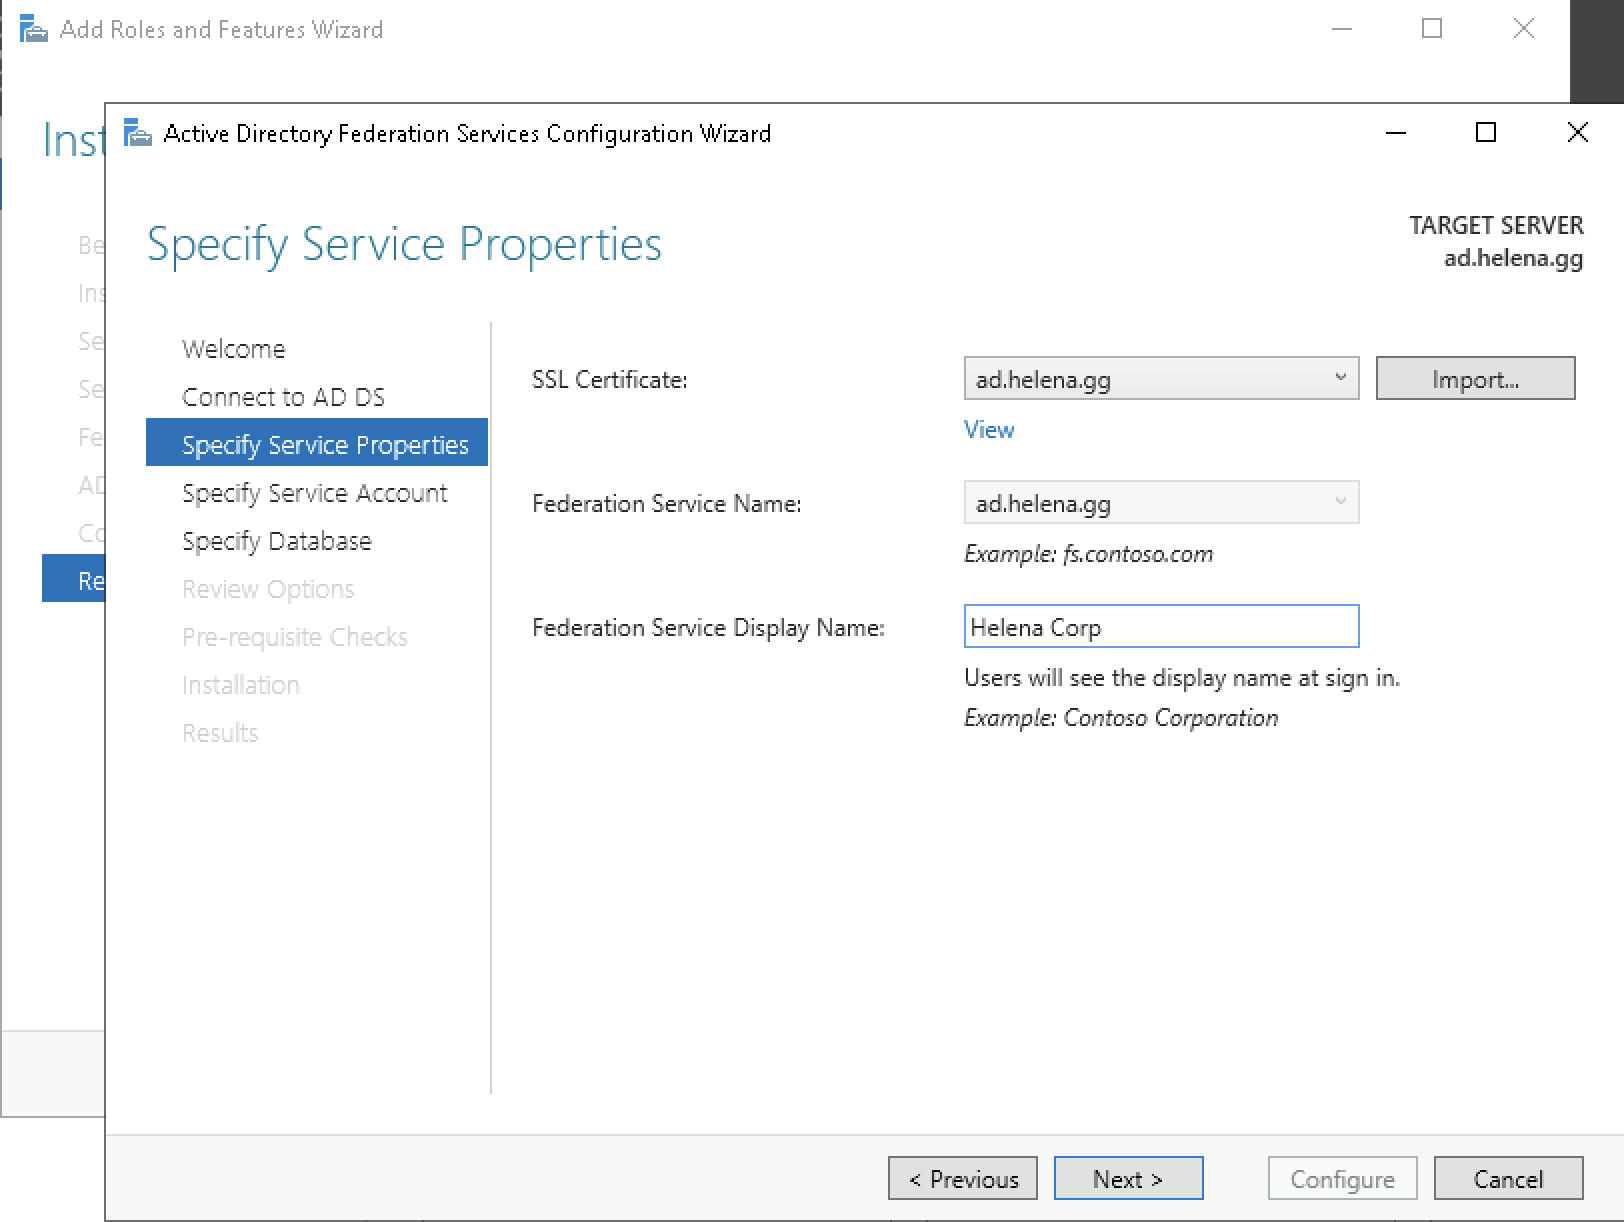 Add Roles and Features Wizard
Inst
Be
Ins
Se
Se
Fe
AD
Co
Re
Active Directory Federation Services Configuration Wizard
Specify Service Properties
TARGET SERVER
ad.helena.gg
Welcome
Connect to AD DS
Specify Service Properties
Specify Service Account
Specify Database
Review Options
Pre-requisite Checks
Installation
Results
SSL Certificate:
ad.helena.gg
Import...
View
Federation Service Name:
ad.helena.gg
Example: fs.contoso.com
Federation Service Display Name:
Helena Corp
Users will see the display name at sign in.
Example: Contoso Corporation
< Previous
Next >
Configure
Cancel